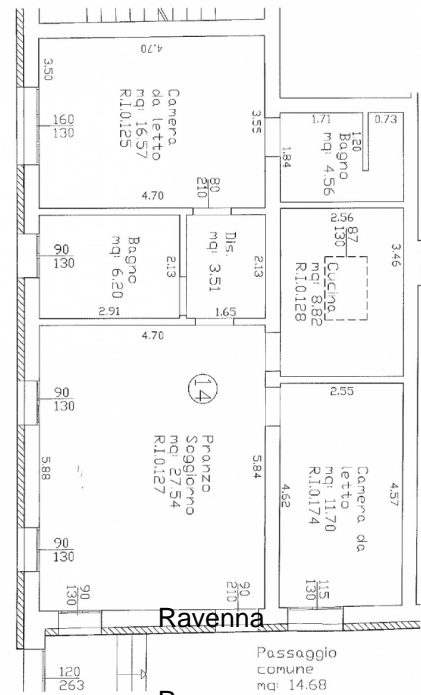 4.70
3.50
Camera
da letto
mq: 16.57
R.I.0.125
3.55
160
130
80
210
4.70
1.71
0.73
1.20
Bagno
mq: 4.56
1.84
2.56
87
130
3.46
Cucina
mq: 8.82
R.I.0.128
90
130
Bagno
mq: 6.20
2.13
2.91
Dis.
mq: 3.51
2.13
1.65
4.70
14
90
130
Pranzo
Soggiorno
mq: 27.54
R.I.0.127
5.88
5.84
90
130
90
130
90
210
2.55
Camera da
letto
mq: 11.70
R.I.0.174
4.62
4.57
115
130
Ravenna
Passaggio
comune
mq: 14.68
120
263